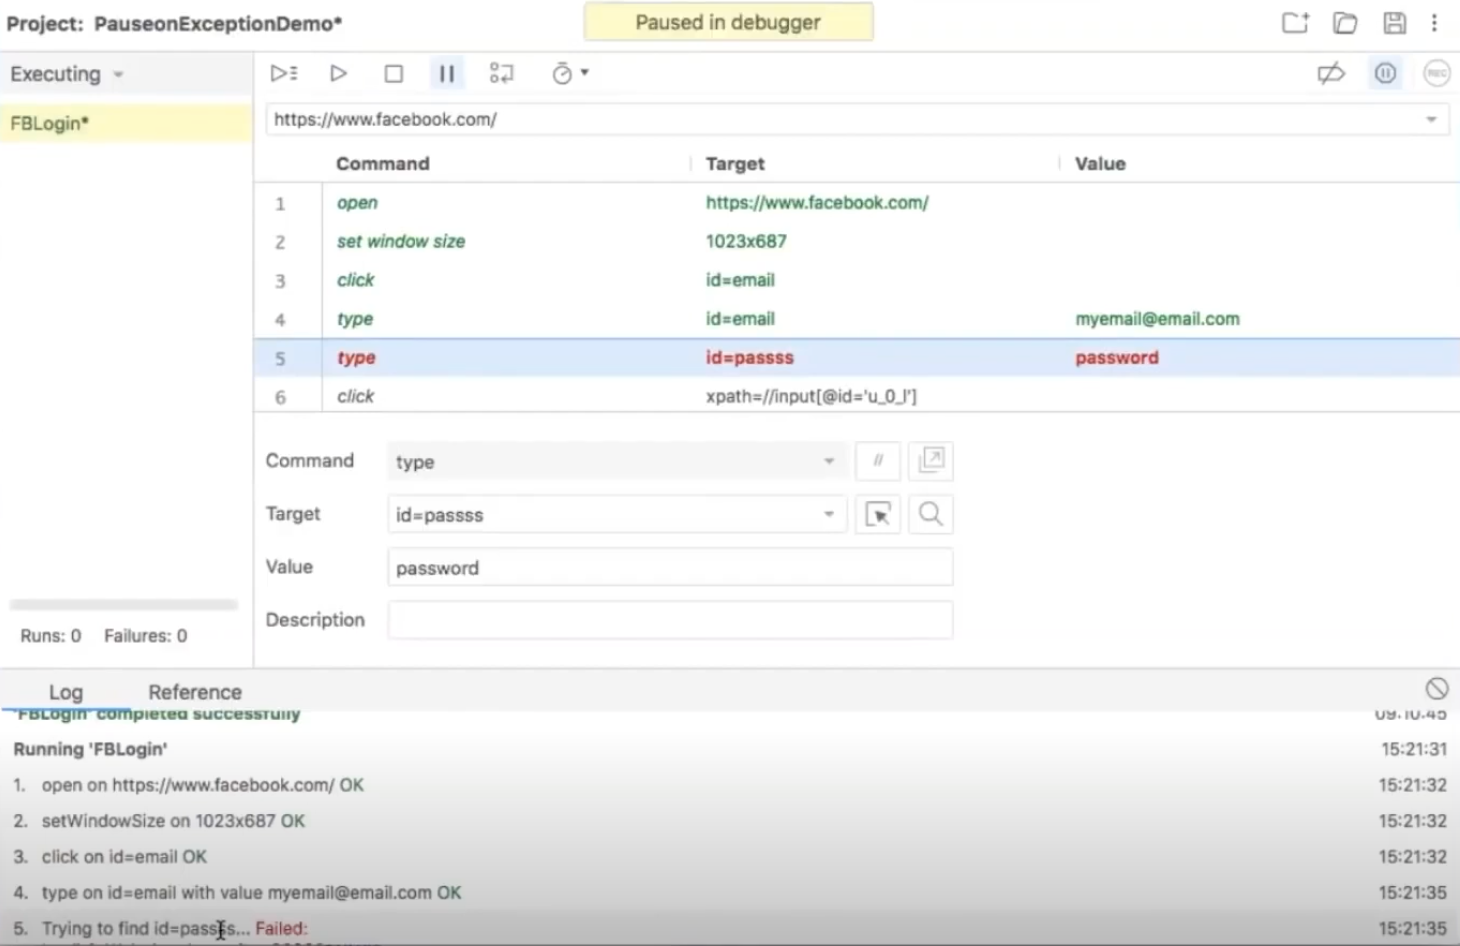 Project: PauseonExceptionDemo*
Paused in debugger
Executing
FBLogin*
REC
https://www.facebook.com/
Command Target Value
1 open https://www.facebook.com/
2 set window size 1023x687
3 click id=email
4 type id=email myemail@email.com
5 type id=passss password
6 click xpath=//input[@id='u_0_l']
Command type //
Target id=passss
Value password
Description
Runs: 0 Failures: 0
Log Reference
'FBLogin' completed successfully 09:10:45
Running 'FBLogin' 15:21:31
1. open on https://www.facebook.com/ OK 15:21:32
2. setWindowSize on 1023x687 OK 15:21:32
3. click on id=email OK 15:21:32
4. type on id=email with value myemail@email.com OK 15:21:35
5. Trying to find id=passss... Failed: 15:21:35